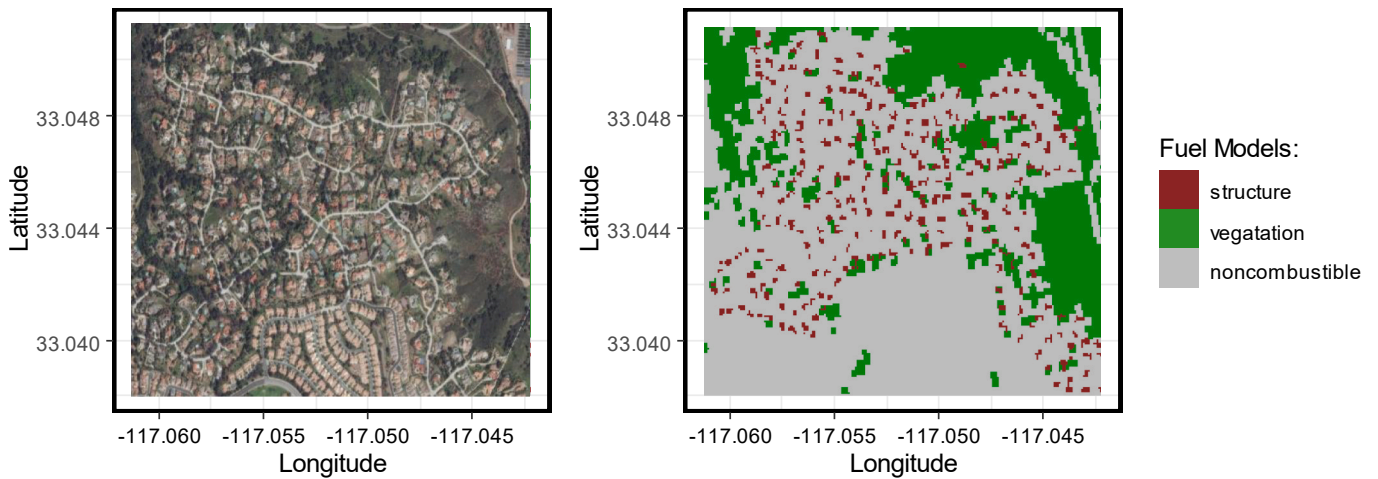 Latitude
33.048
33.044
33.040
-117.060 -117.055 -117.050 -117.045
Longitude
Latitude
33.048
33.044
33.040
-117.060 -117.055 -117.050 -117.045
Longitude
Fuel Models:
structure
vegatation
noncombustible